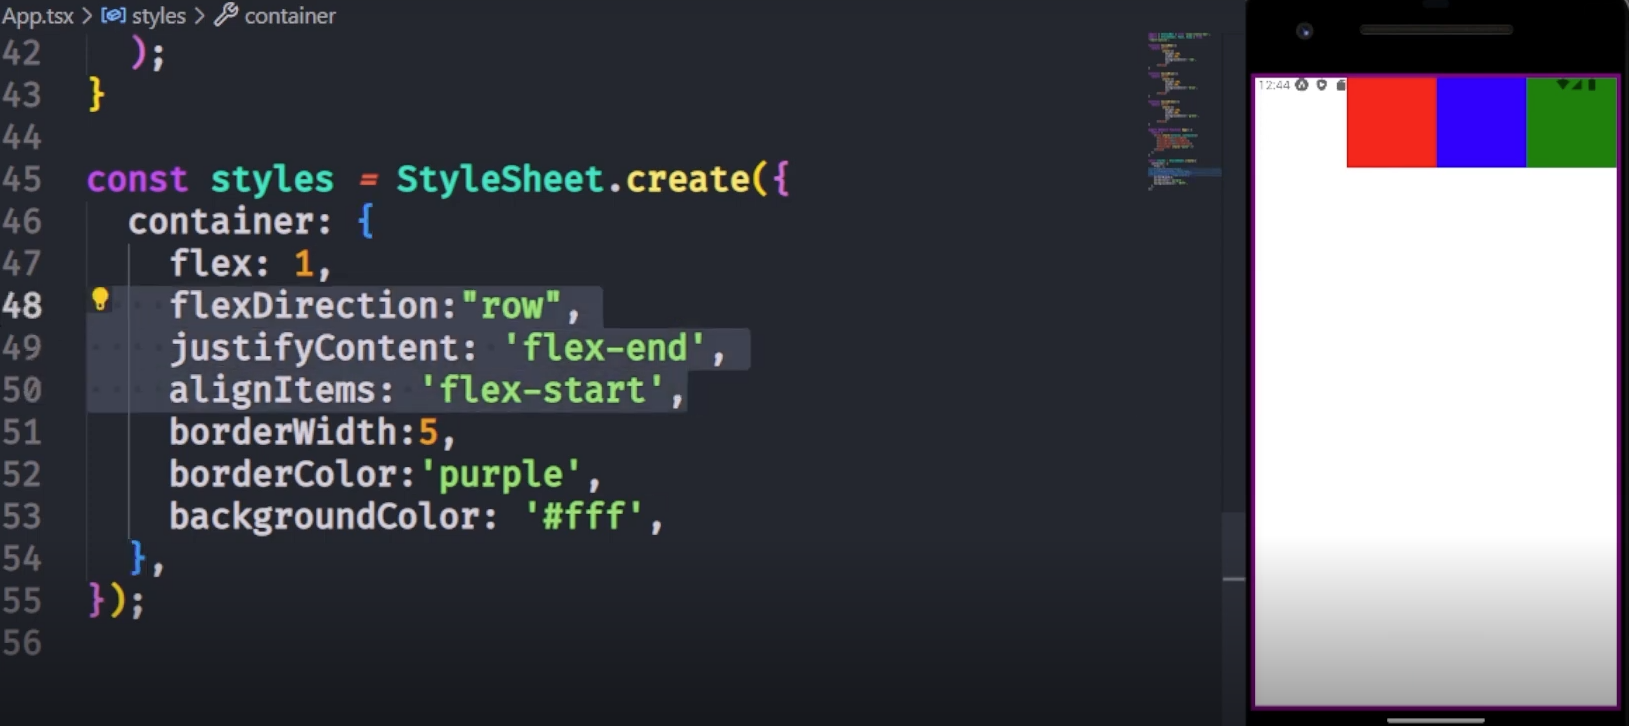 App.tsx > styles > container
42 );
43 }
44
45 const styles = StyleSheet.create({
46 container: {
47 flex: 1,
48 flexDirection:"row",
49 justifyContent: 'flex-end',
50 alignItems: 'flex-start',
51 borderWidth:5,
52 borderColor:'purple',
53 backgroundColor: '#fff',
54 },
55 });
56
12:44